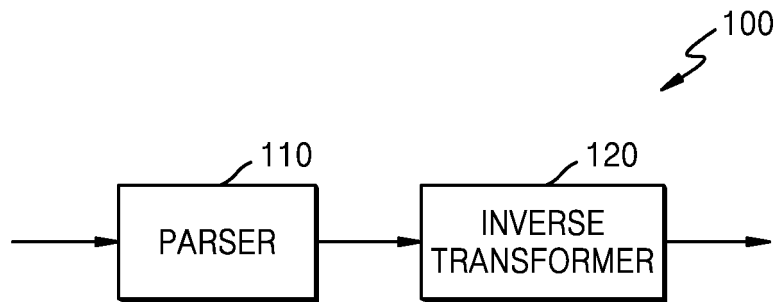 100
110
120
PARSER
INVERSE
TRANSFORMER